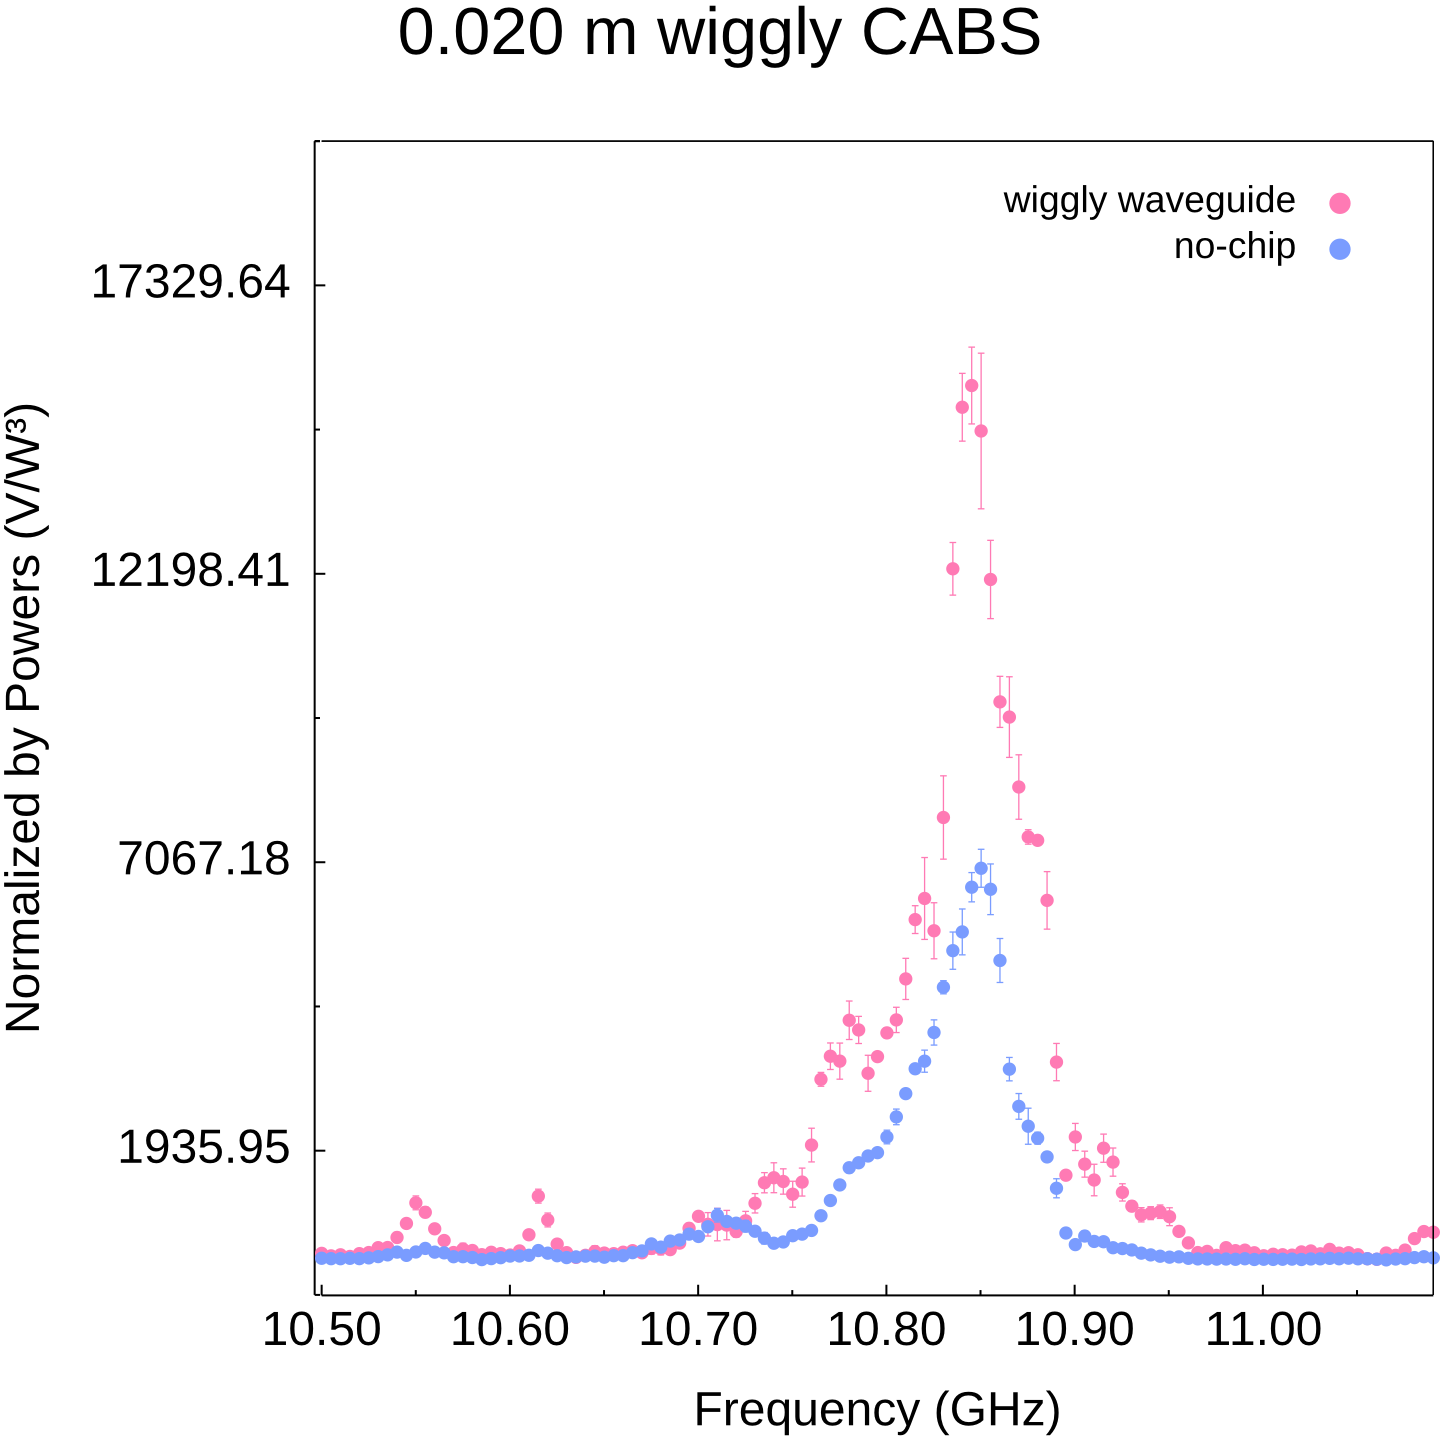 0.020 m wiggly CABS
wiggly waveguide
no-chip
17329.64
12198.41
7067.18
1935.95
Normalized by Powers (V/W³)
10.50 10.60 10.70 10.80 10.90 11.00
Frequency (GHz)